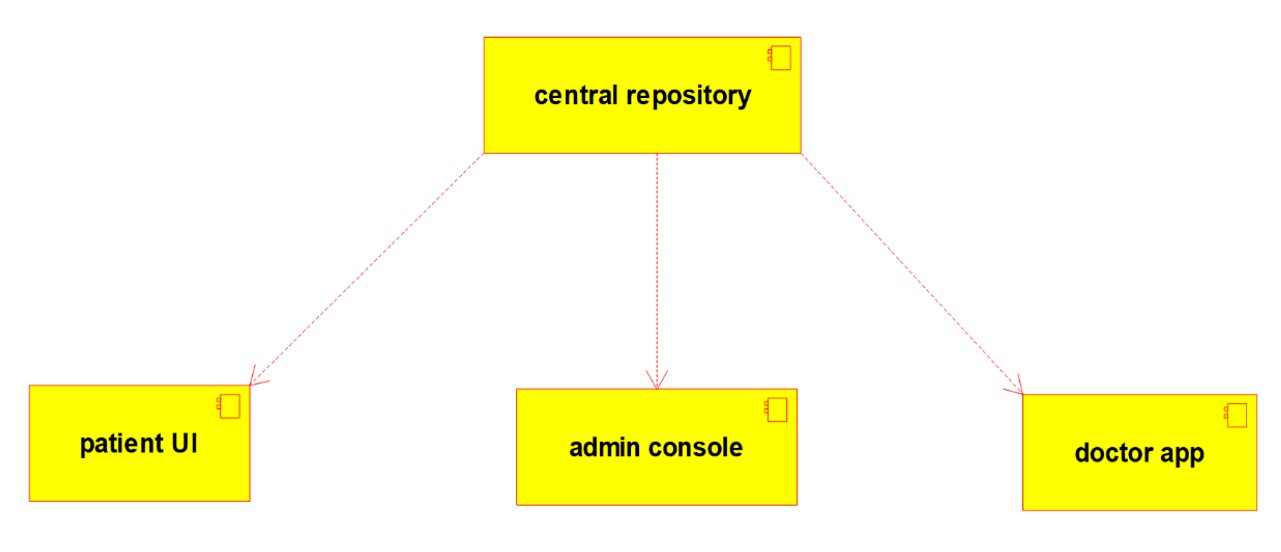 central repository
patient UI
admin console
doctor app